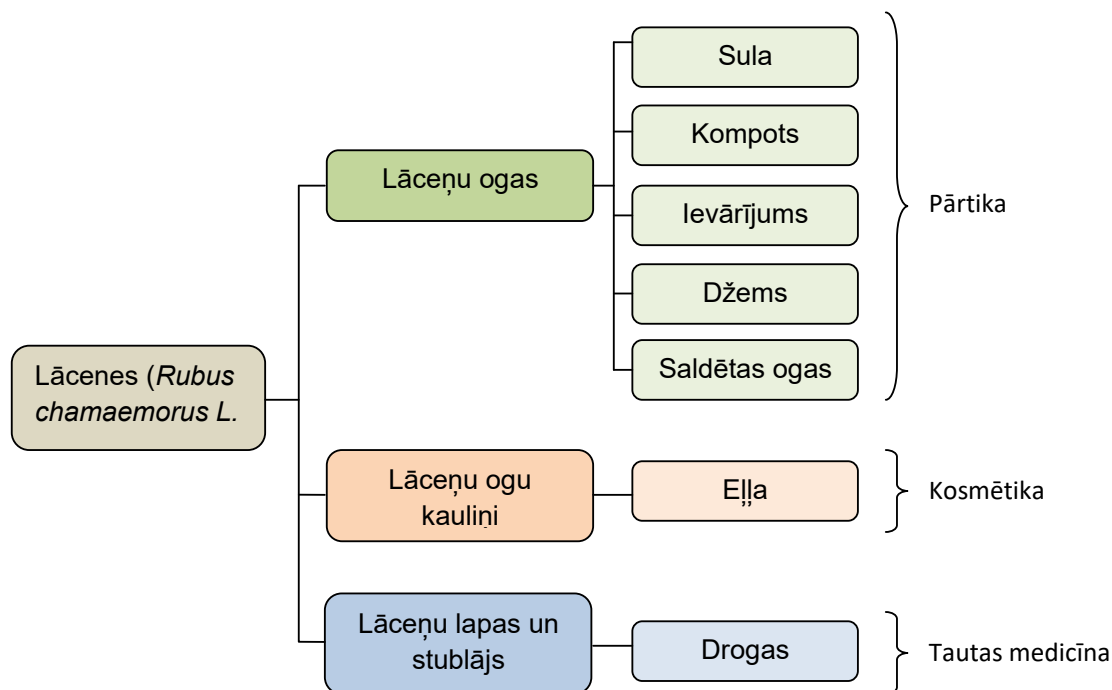 Sula
Kompots
Lāceņu ogas
Ievārījums
Pārtika
Džems
Saldētas ogas
Lācenes (Rubus
chamaemorus L.
Lāceņu ogu
kauliņi
Eļļa
Kosmētika
Lāceņu lapas un
stublājs
Drogas
Tautas medicīna